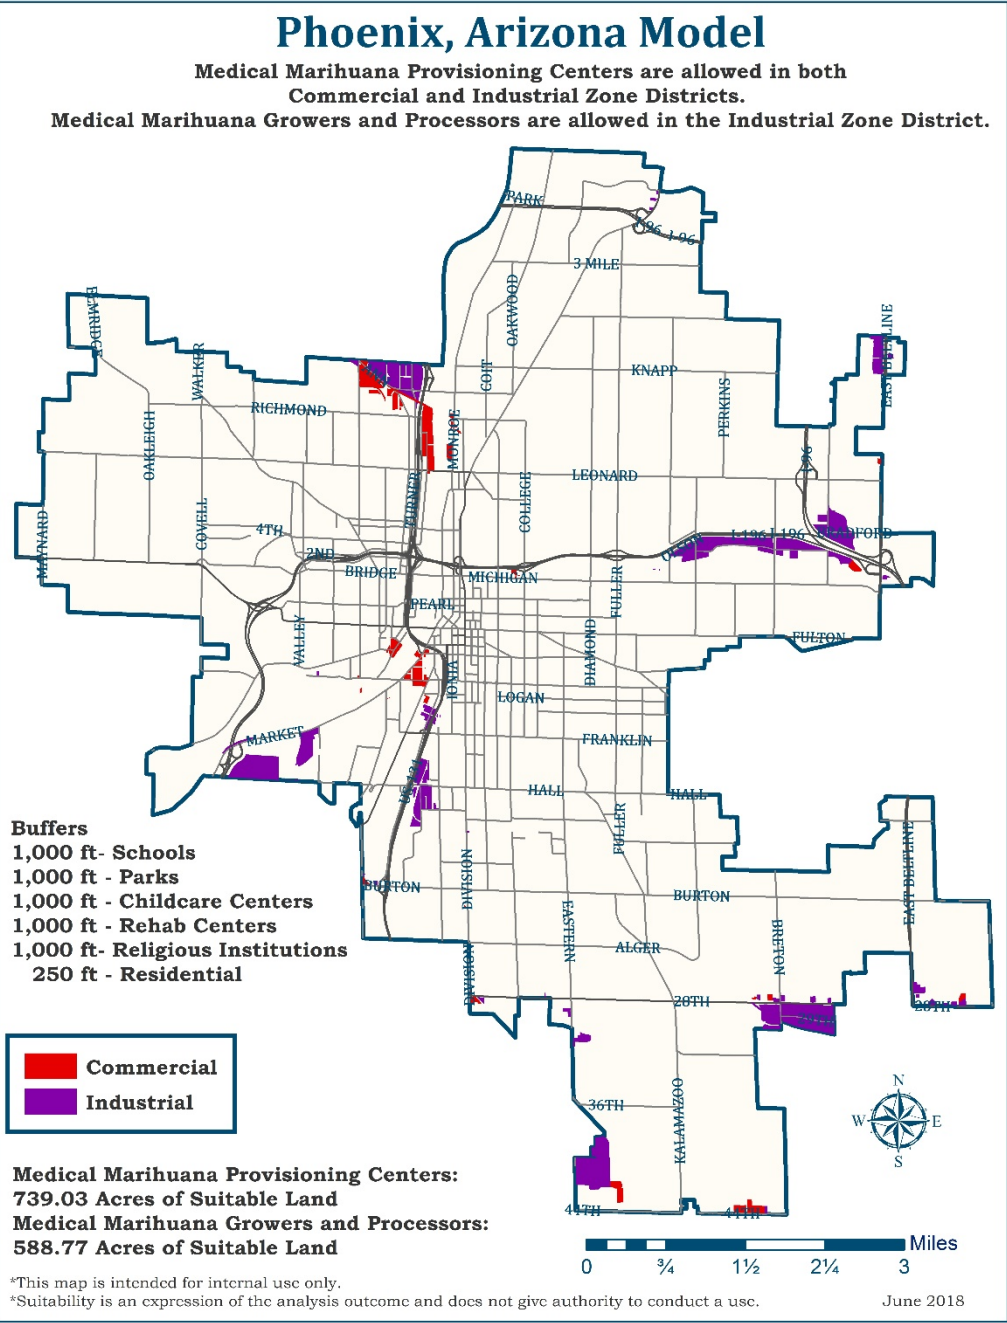 Phoenix, Arizona Model
Medical Marihuana Provisioning Centers are allowed in both
Commercial and Industrial Zone Districts.
Medical Marihuana Growers and Processors are allowed in the Industrial Zone District.
PARK
I-96 I-96
3 MILE
ELMRIDGE
OAKWOOD
EAST BELTLINE
WALKER
COIT
KNAPP
PERKINS
RICHMOND
OAKLEIGH
MONROE
I-96
LEONARD
TURNER
COLLEGE
COVELL
MAYNARD
4TH
2ND
I-196 I-196
BRADFORD
BRIDGE
MICHIGAN
FULLER
PEARL
VALLEY
DIAMOND
FULTON
IONIA
LOGAN
MARKET
FRANKLIN
US-131
HALL
HALL
FULLER
Buffers
1,000 ft- Schools
1,000 ft - Parks
1,000 ft - Childcare Centers
1,000 ft - Rehab Centers
1,000 ft- Religious Institutions
250 ft - Residential
EAST BELTLINE
DIVISION
BURTON
BURTON
EASTERN
ALGER
BRETON
DIVISION
28TH
28TH
Commercial
Industrial
36TH
KALAMAZOO
N
W
E
S
44TH
44TH
Medical Marihuana Provisioning Centers:
739.03 Acres of Suitable Land
Medical Marihuana Growers and Processors:
588.77 Acres of Suitable Land
Miles
0 ¾ 1½ 2¼ 3
*This map is intended for internal use only.
*Suitability is an expression of the analysis outcome and does not give authority to conduct a use.
June 2018